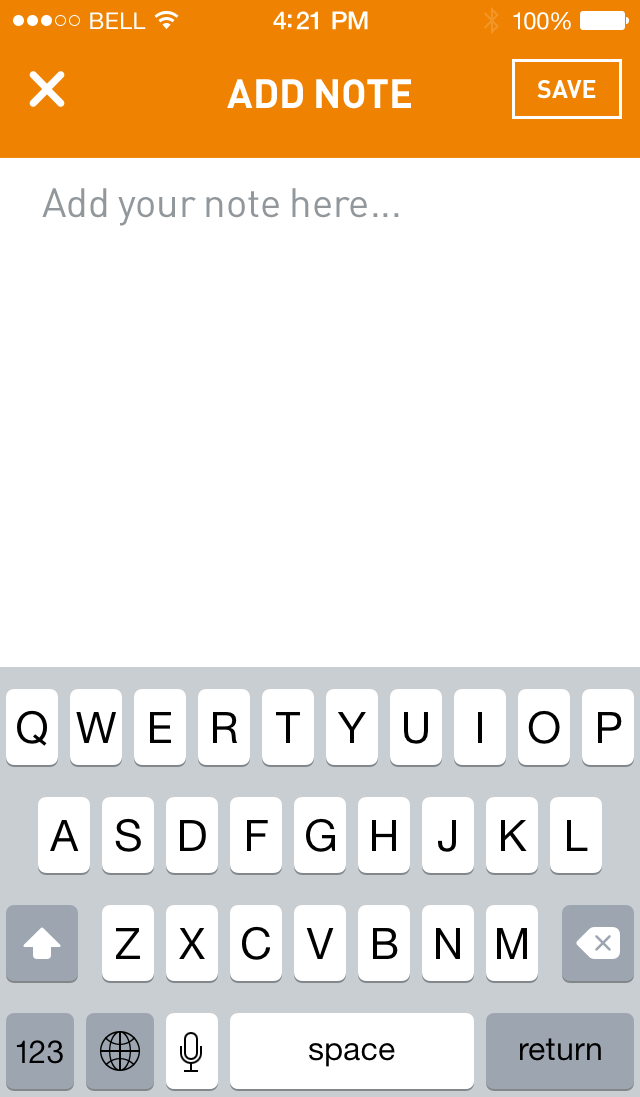 BELL 4:21 PM 100%
ADD NOTE SAVE
Add your note here...
Q W E R T Y U I O P
A S D F G H J K L
Z X C V B N M
123 space return